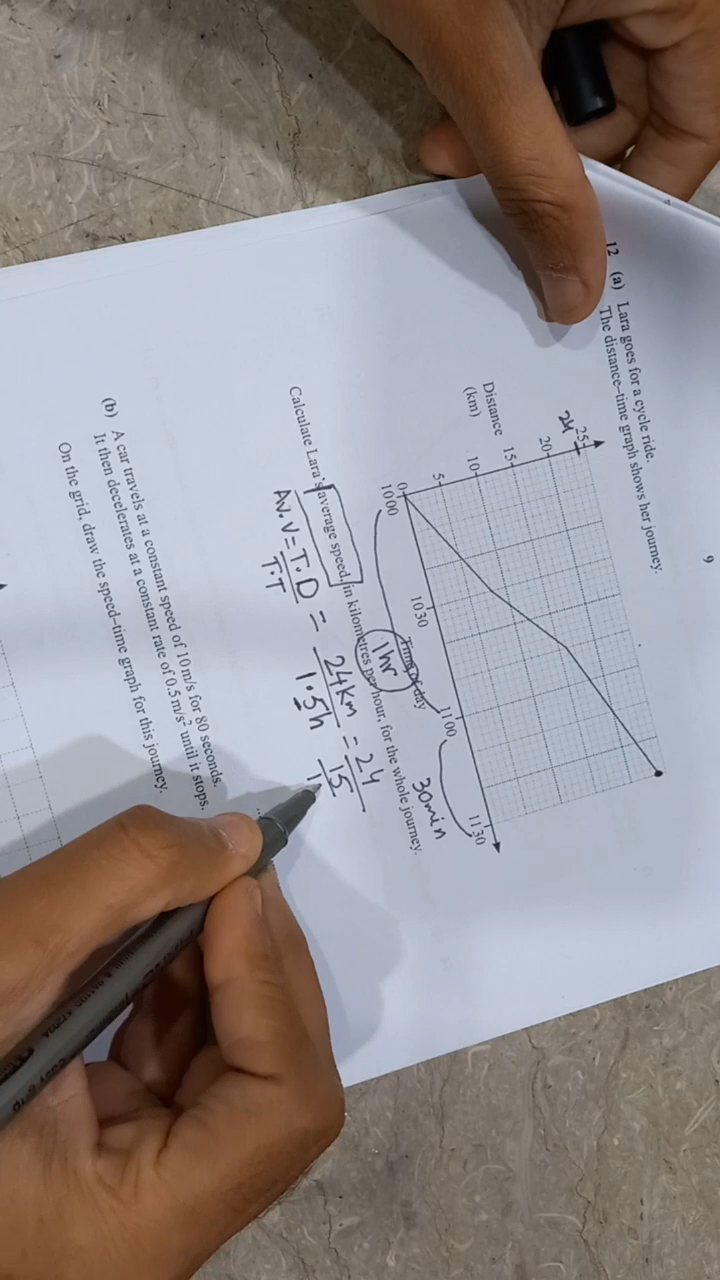 9
12 (a) Lara goes for a cycle ride.
The distance–time graph shows her journey.
25
24
20
15
Distance
(km)
10
5
0
1000
1030
1100
1130
Time of day
1hr
30min
Calculate Lara's average speed, in kilometres per hour, for the whole journey.
Av.V = T.D / T.T = 24km / 1.5h = 24 / 15 / 1
(b) A car travels at a constant speed of 10 m/s for 80 seconds.
It then decelerates at a constant rate of 0.5 m/s² until it stops.
On the grid, draw the speed–time graph for this journey.